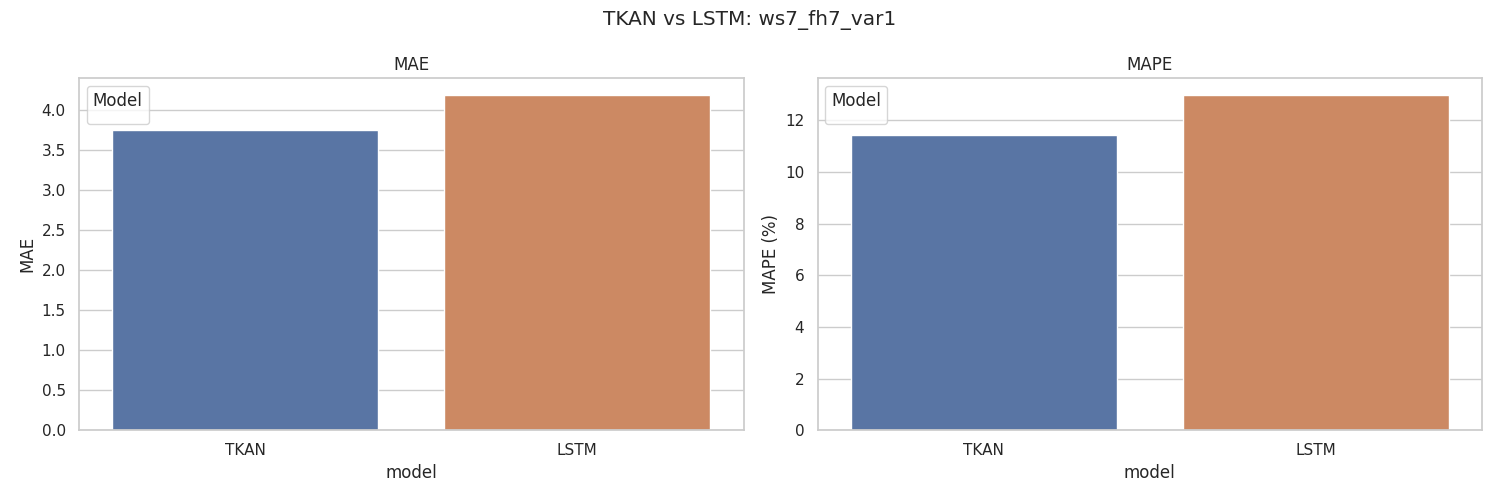 TKAN vs LSTM: ws7_fh7_var1
MAE
Model
4.0
3.5
3.0
2.5
2.0
1.5
1.0
0.5
0.0
MAE
TKAN
LSTM
model
MAPE
Model
12
10
8
6
4
2
0
MAPE (%)
TKAN
LSTM
model